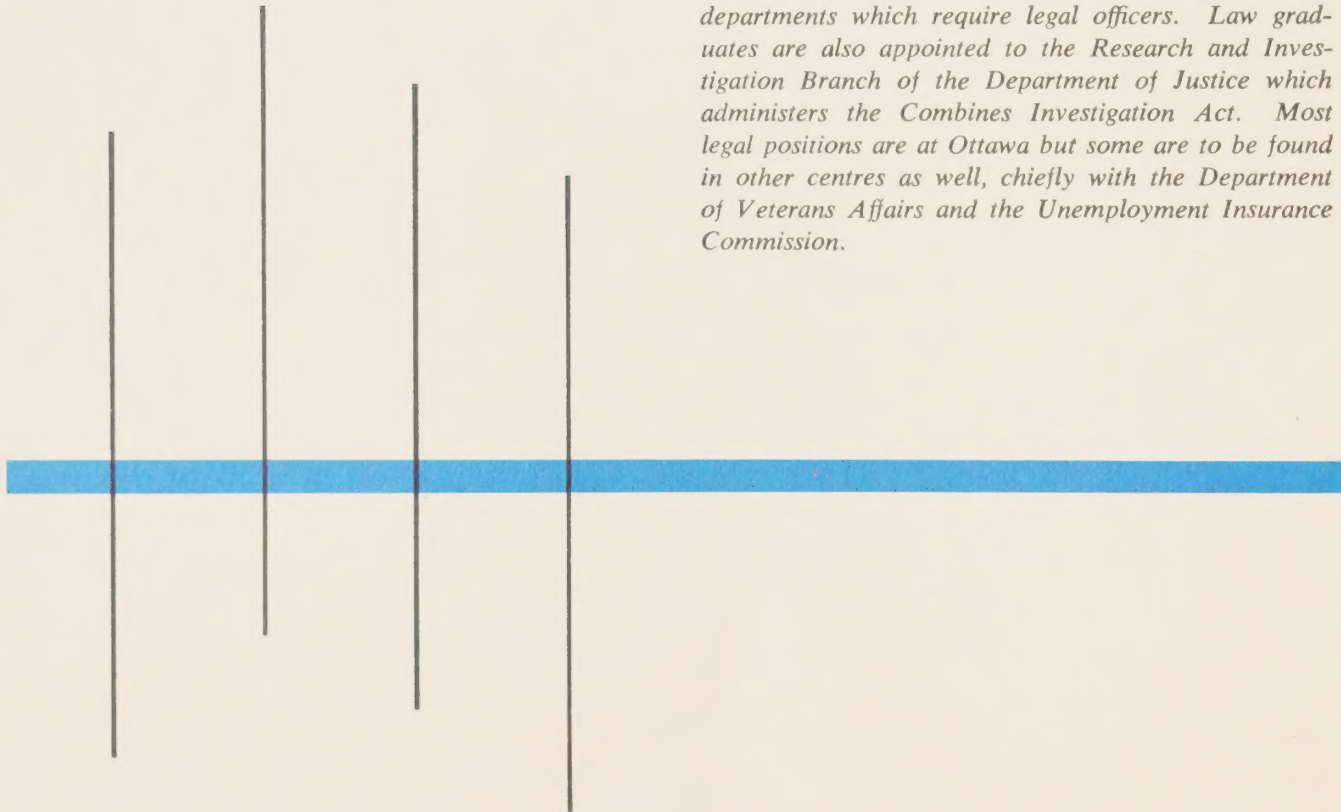 departments which require legal officers. Law grad-
uates are also appointed to the Research and Inves-
tigation Branch of the Department of Justice which
administers the Combines Investigation Act. Most
legal positions are at Ottawa but some are to be found
in other centres as well, chiefly with the Department
of Veterans Affairs and the Unemployment Insurance
Commission.